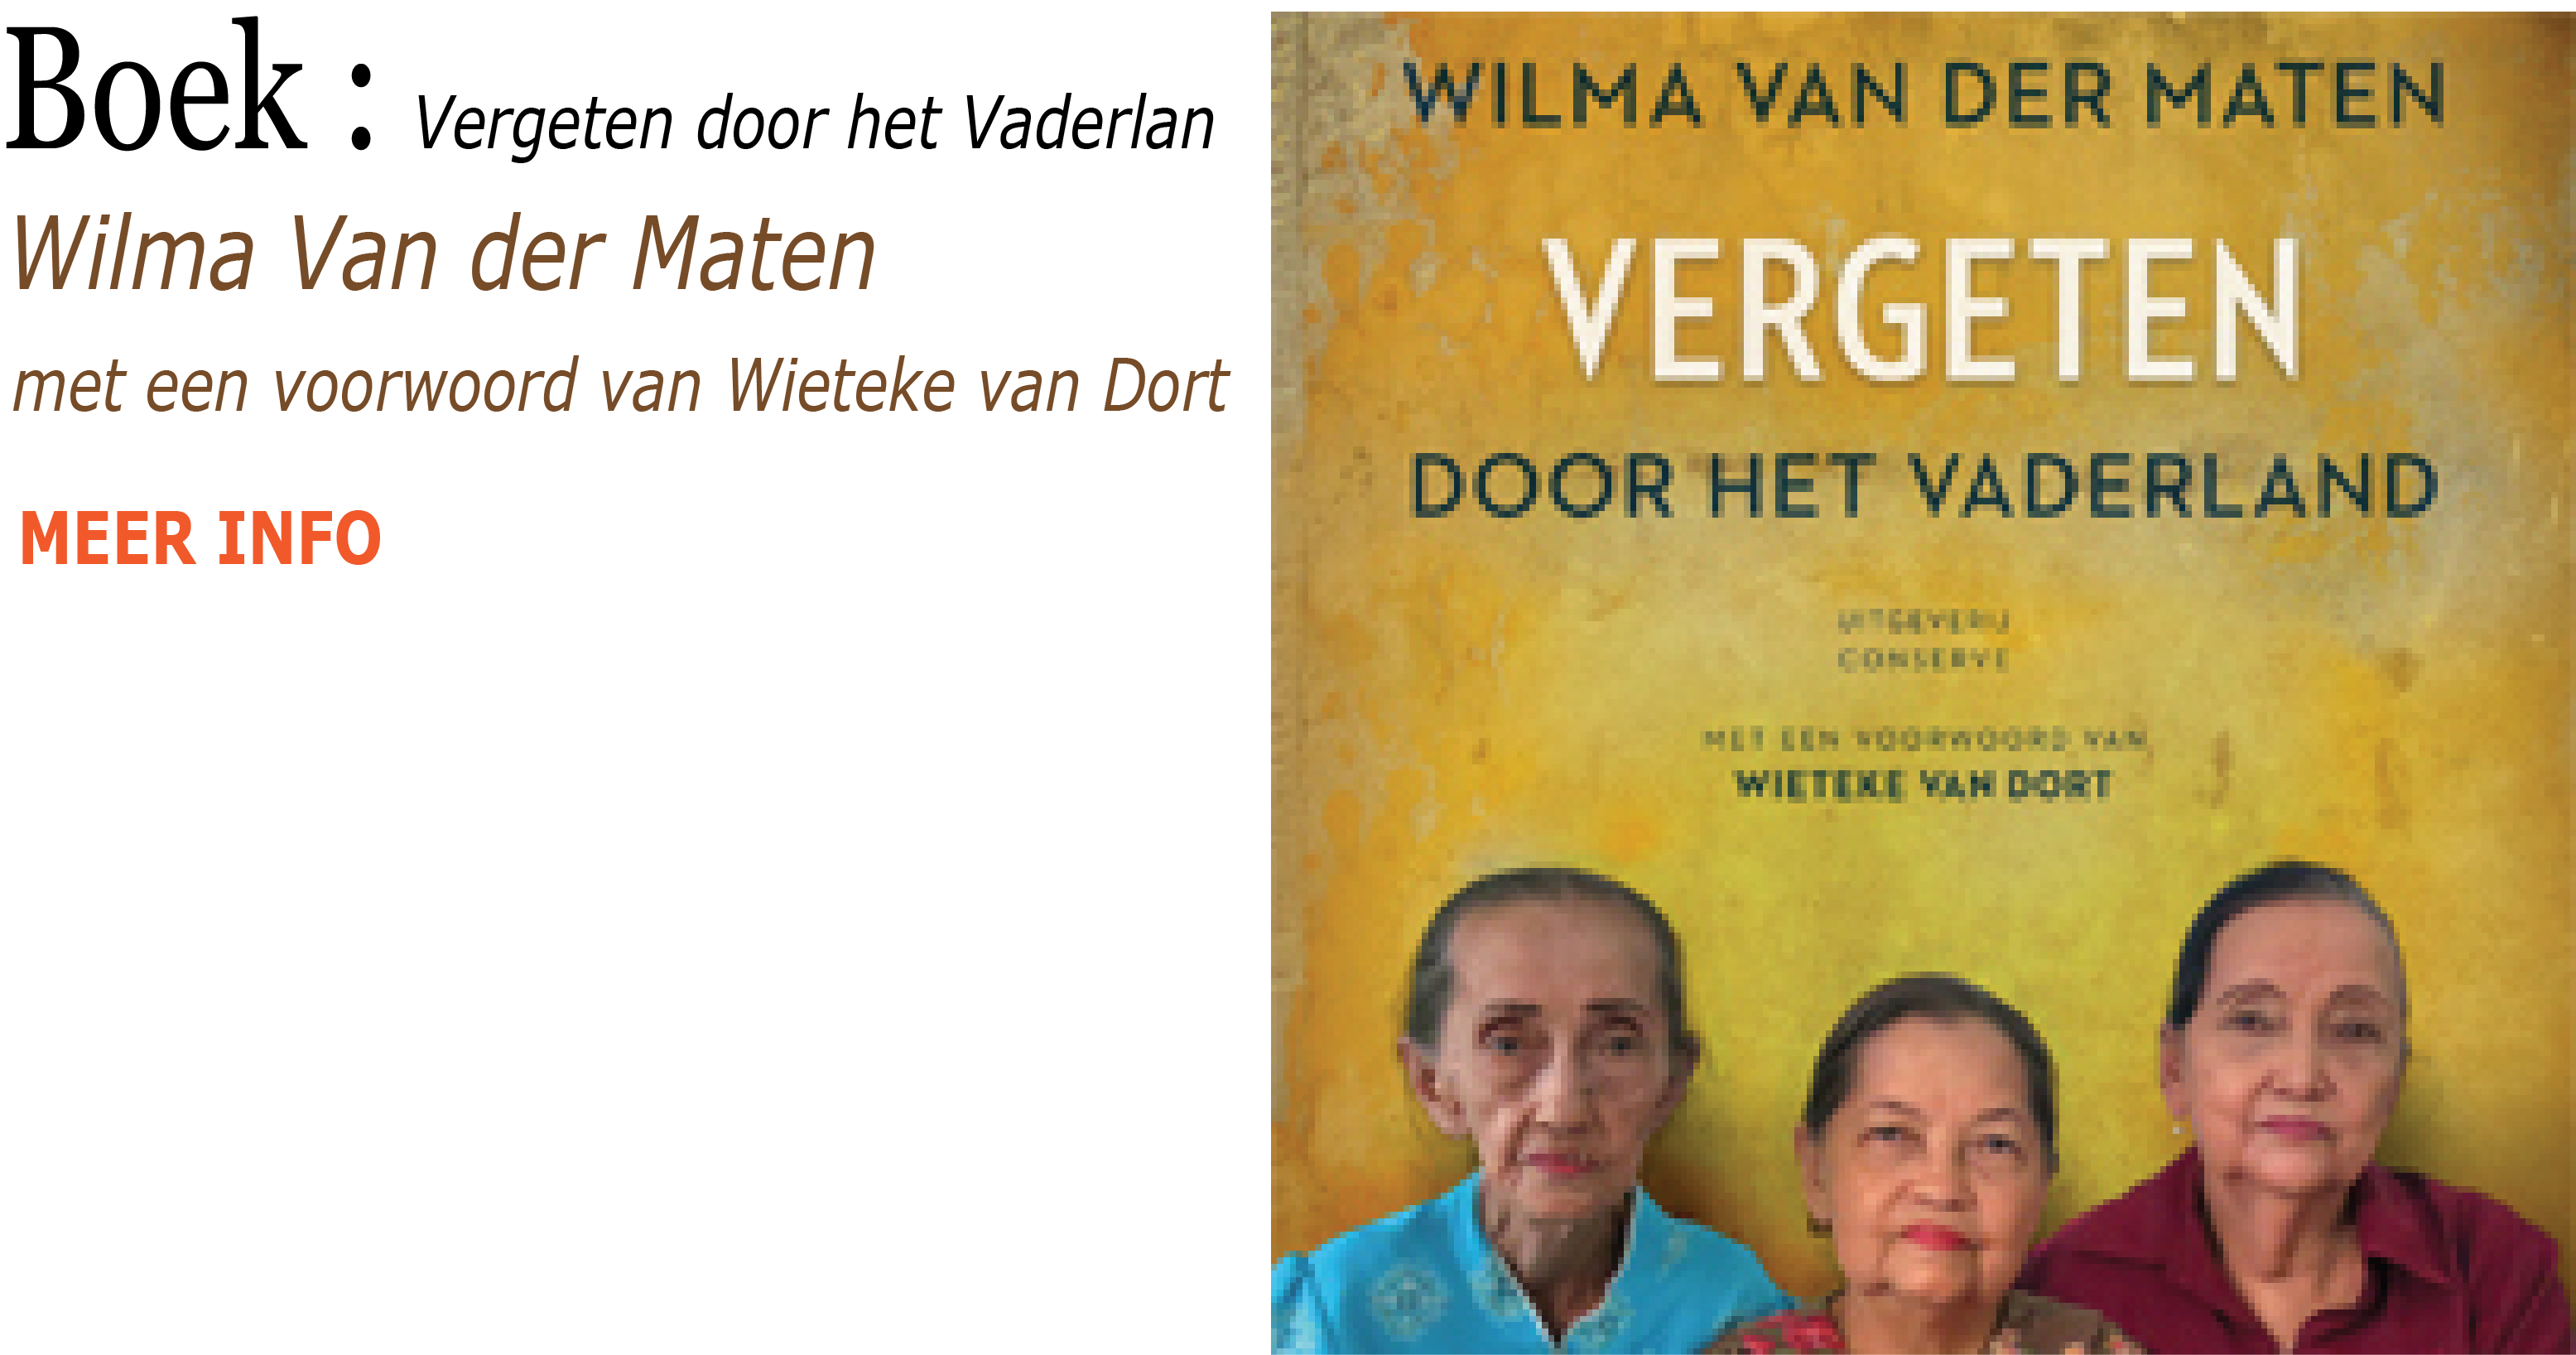 Boek : Vergeten door het Vaderlan
Wilma Van der Maten
met een voorwoord van Wieteke van Dort
MEER INFO
WILMA VAN DER MATEN
VERGETEN
DOOR HET VADERLAND
UITGEVERIJ
CONSERVE
MET EEN VOORWOORD VAN
WIETEKE VAN DORT